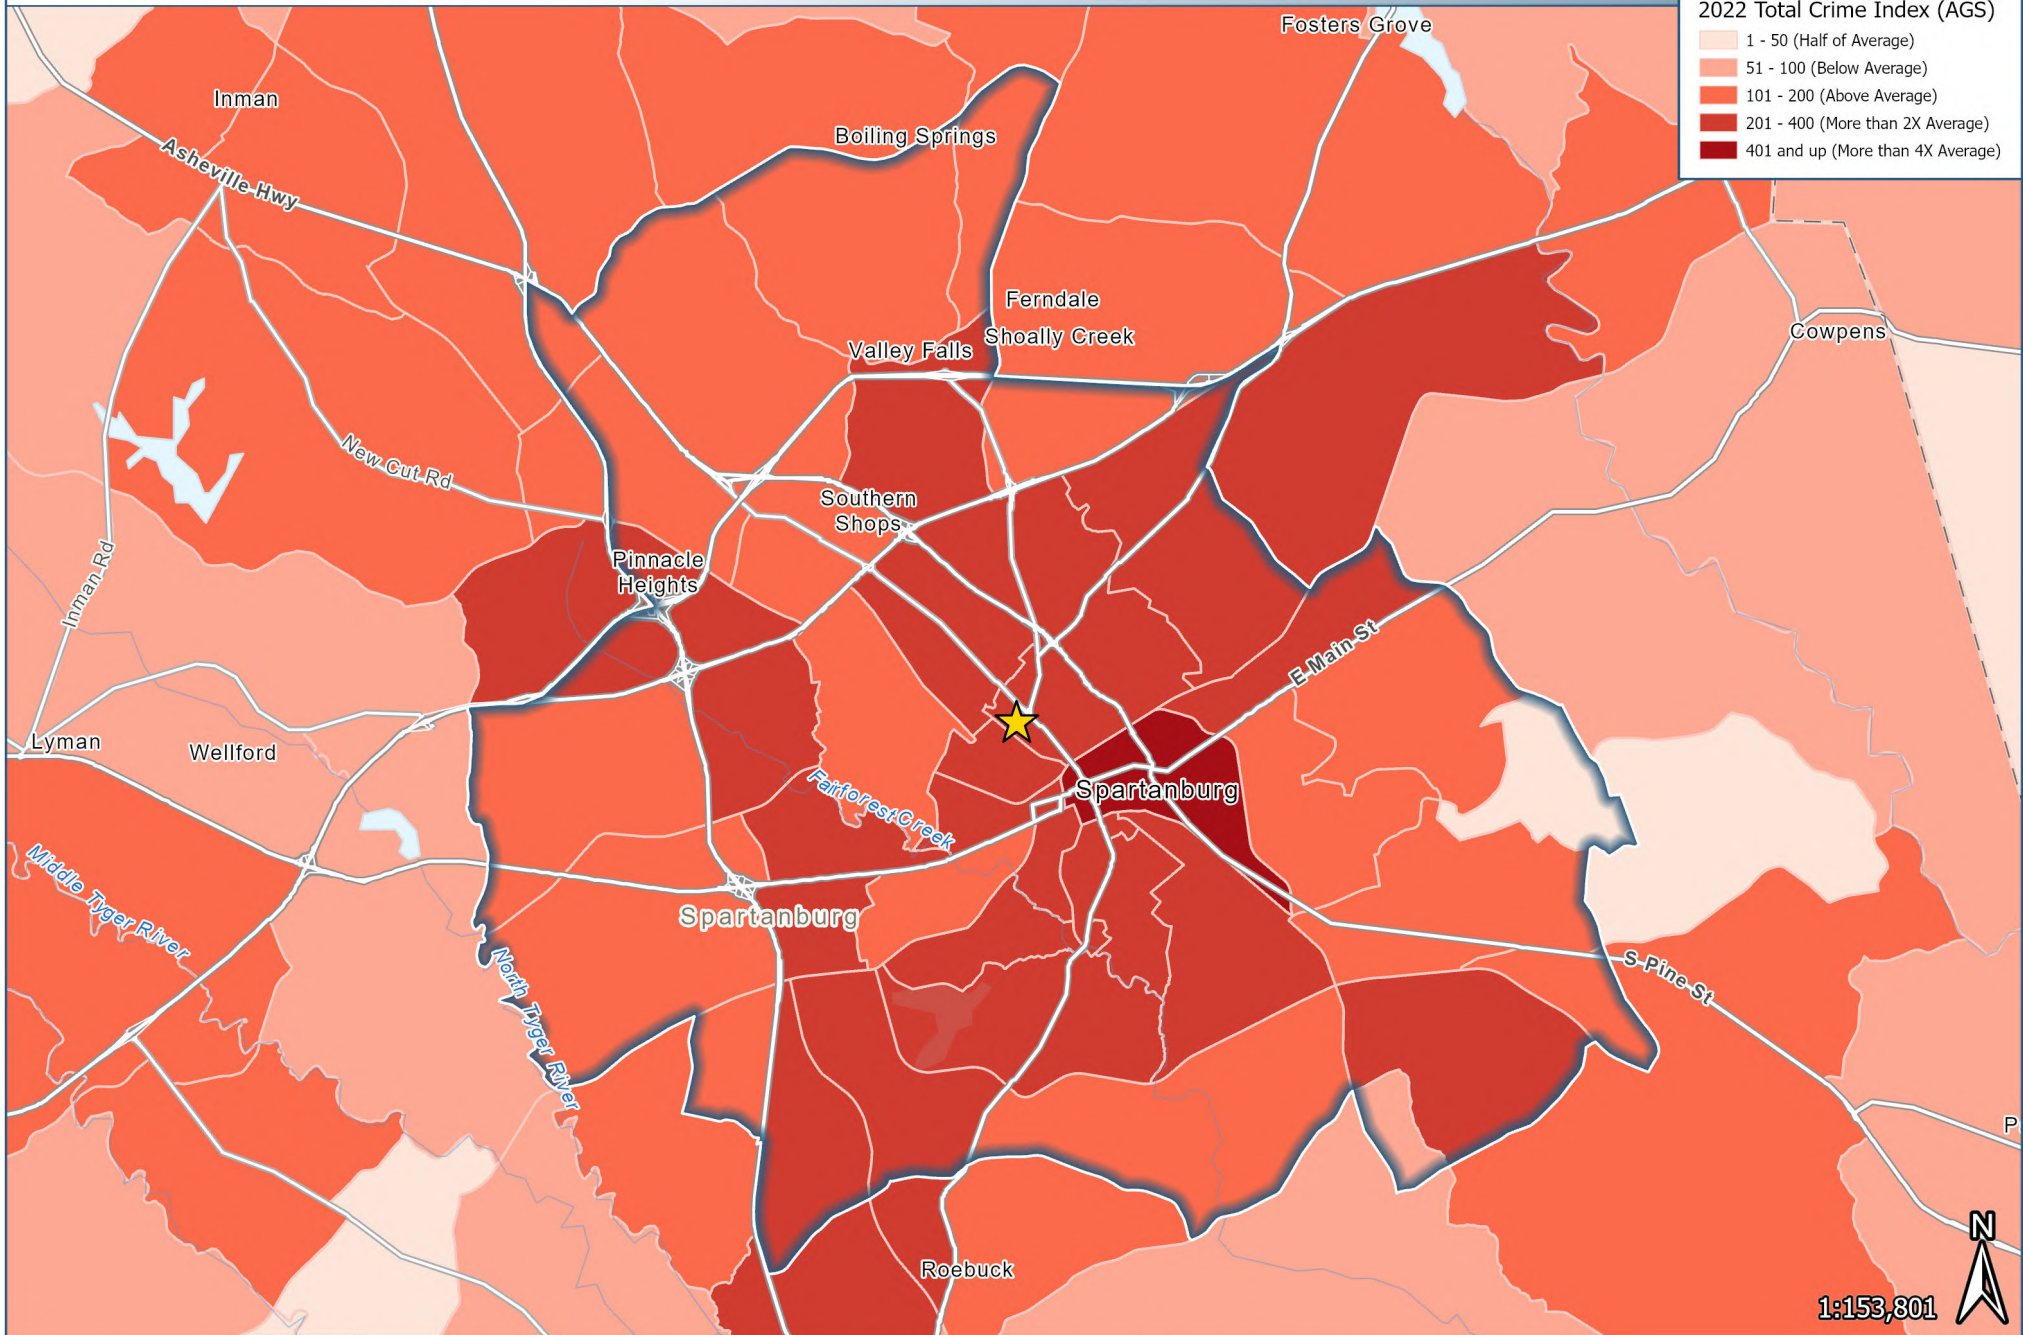 2022 Total Crime Index (AGS)
1 - 50 (Half of Average)
51 - 100 (Below Average)
101 - 200 (Above Average)
201 - 400 (More than 2X Average)
401 and up (More than 4X Average)
Fosters Grove
Inman
Boiling Springs
Asheville Hwy
Ferndale
Shoally Creek
Valley Falls
Cowpens
New Cut Rd
Southern
Shops
Pinnacle
Heights
Inman Rd
E Main St
Lyman
Wellford
Fairforest Creek
Spartanburg
Middle Tyger River
Spartanburg
North Tyger River
S Pine St
P
Roebuck
N
1:153,801